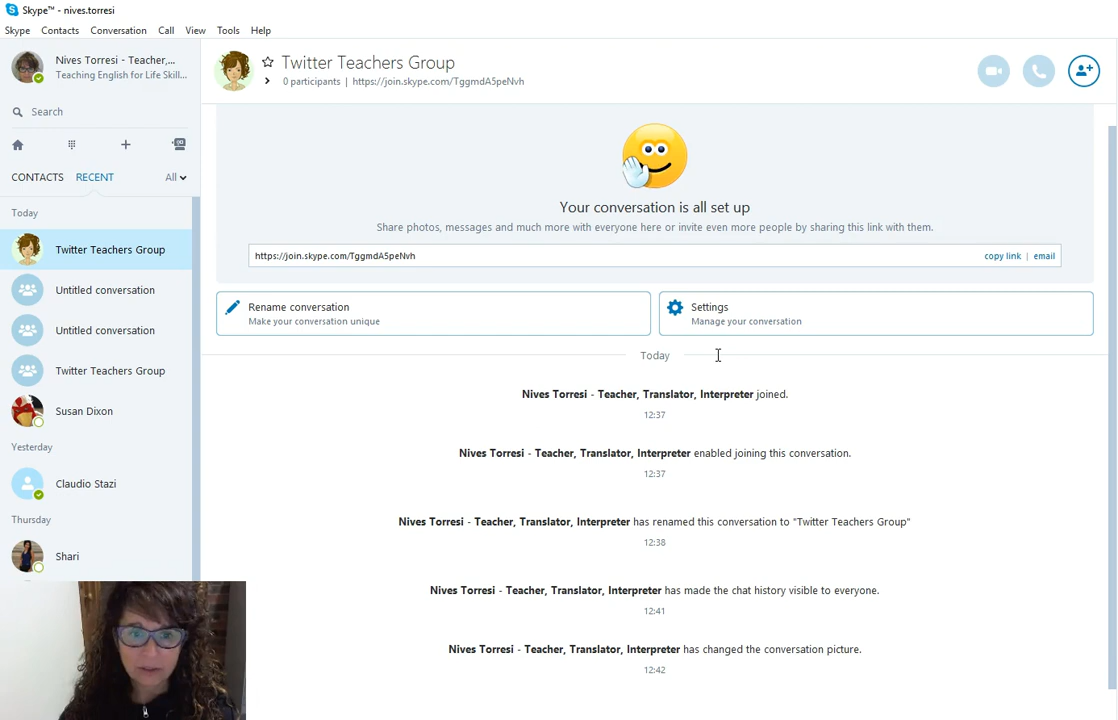 Skype™ - nives.torresi
Skype Contacts Conversation Call View Tools Help
Nives Torresi - Teacher,...
Teaching English for Life Skill...
Search
CONTACTS RECENT All
Today
Twitter Teachers Group
Untitled conversation
Untitled conversation
Twitter Teachers Group
Susan Dixon
Yesterday
Claudio Stazi
Thursday
Shari
Twitter Teachers Group
0 participants | https://join.skype.com/TggmdA5peNvh
Your conversation is all set up
Share photos, messages and much more with everyone here or invite even more people by sharing this link with them.
https://join.skype.com/TggmdA5peNvh copy link | email
Rename conversation
Make your conversation unique
Settings
Manage your conversation
Today
Nives Torresi - Teacher, Translator, Interpreter joined.
12:37
Nives Torresi - Teacher, Translator, Interpreter enabled joining this conversation.
12:37
Nives Torresi - Teacher, Translator, Interpreter has renamed this conversation to "Twitter Teachers Group"
12:38
Nives Torresi - Teacher, Translator, Interpreter has made the chat history visible to everyone.
12:41
Nives Torresi - Teacher, Translator, Interpreter has changed the conversation picture.
12:42